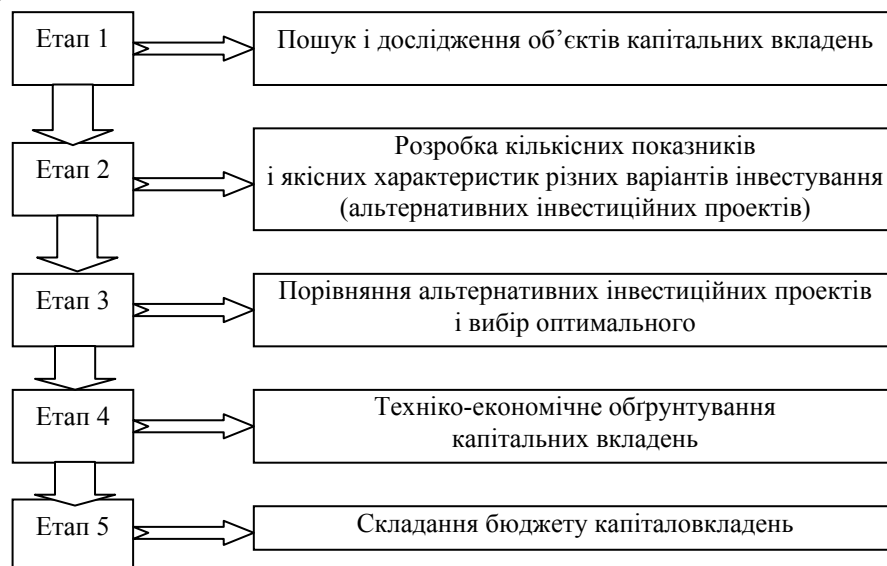 Етап 1
Пошук і дослідження об’єктів капітальних вкладень
Етап 2
Розробка кількісних показників
і якісних характеристик різних варіантів інвестування
(альтернативних інвестиційних проектів)
Етап 3
Порівняння альтернативних інвестиційних проектів
і вибір оптимального
Етап 4
Техніко-економічне обґрунтування
капітальних вкладень
Етап 5
Складання бюджету капіталовкладень